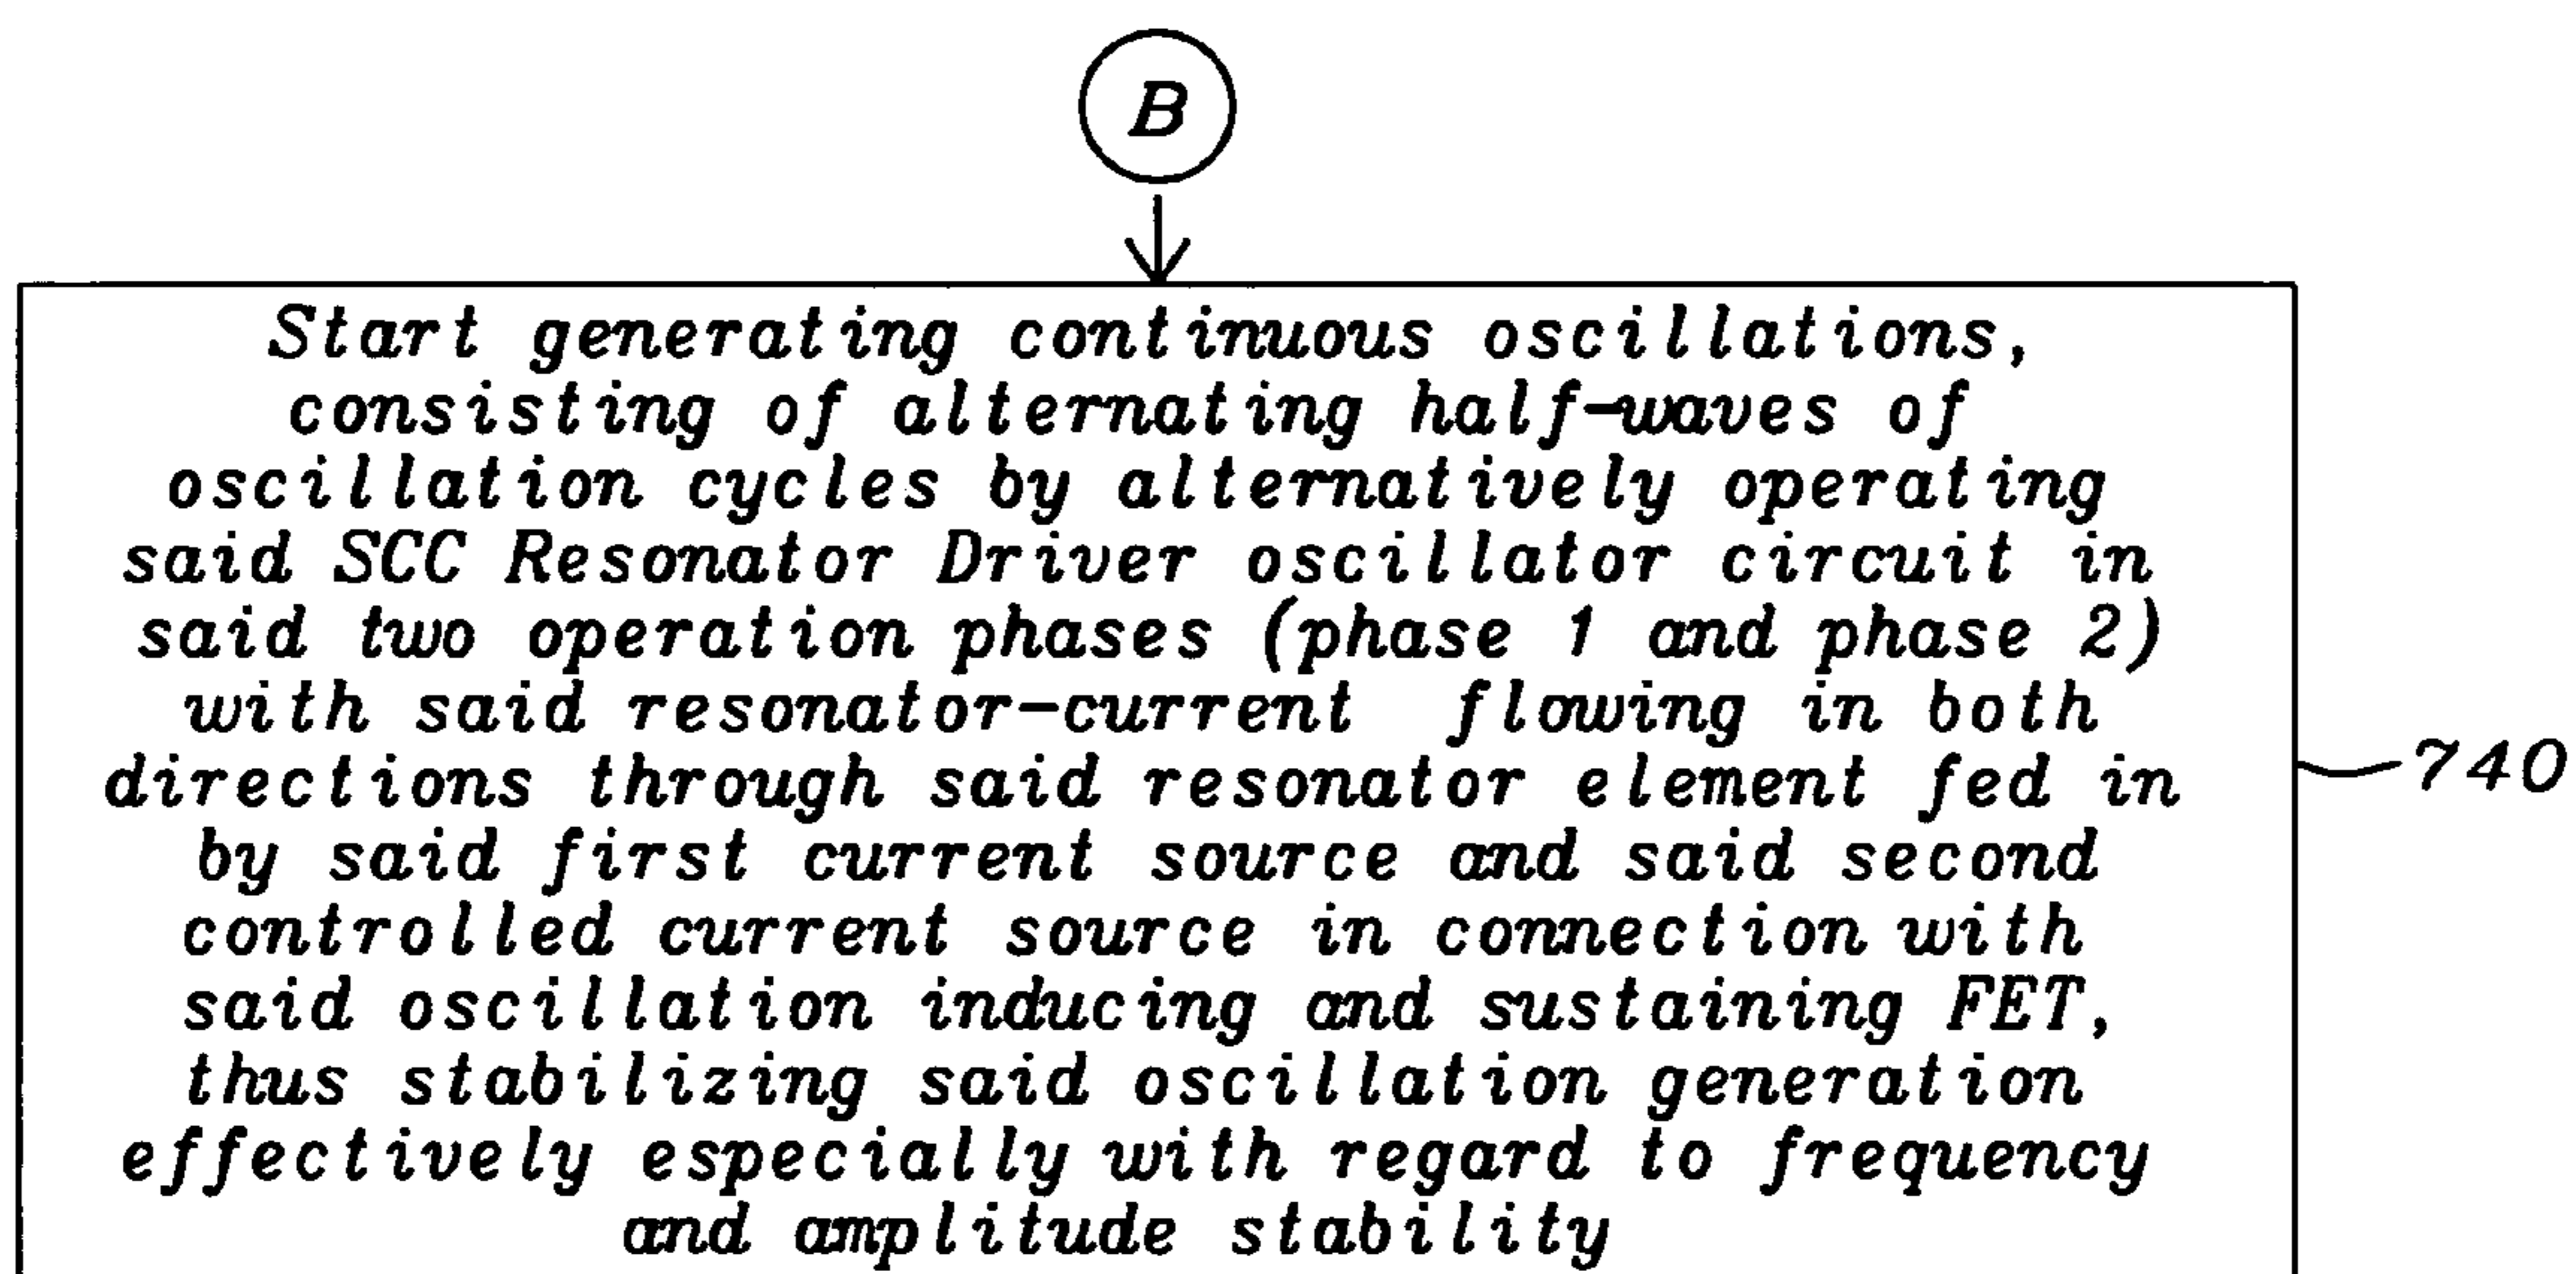 B
Start generating continuous oscillations,
consisting of alternating half-waves of
oscillation cycles by alternatively operating
said SCC Resonator Driver oscillator circuit in
said two operation phases (phase 1 and phase 2)
with said resonator-current flowing in both
directions through said resonator element fed in
by said first current source and said second
controlled current source in connection with
said oscillation inducing and sustaining FET,
thus stabilizing said oscillation generation
effectively especially with regard to frequency
and amplitude stability
740